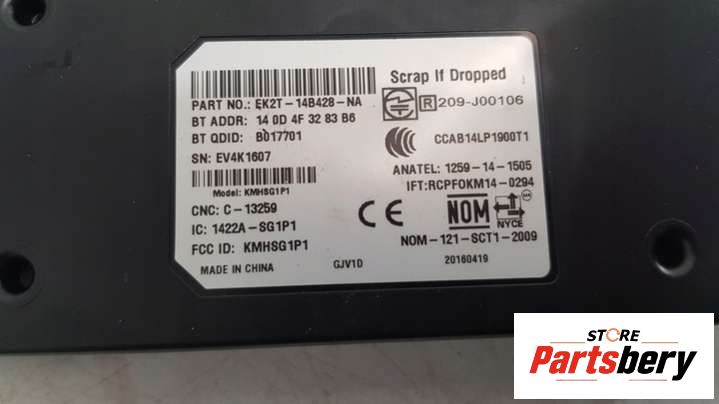 Scrap If Dropped
PART NO.: EK2T-14B428-NA
R 209-J00106
BT ADDR: 14 0D 4F 32 83 B6
BT QDID: B017701
CCAB14LP1900T1
SN: EV4K1607
ANATEL: 1259-14-1505
Model: KMHSG1P1
IFT:RCPFOKM14-0294
CNC: C-13259
CE
NOM
NYCE
IC: 1422A-SG1P1
FCC ID: KMHSG1P1
NOM-121-SCT1-2009
MADE IN CHINA
GJV1D
20160419
STORE
Partsbery